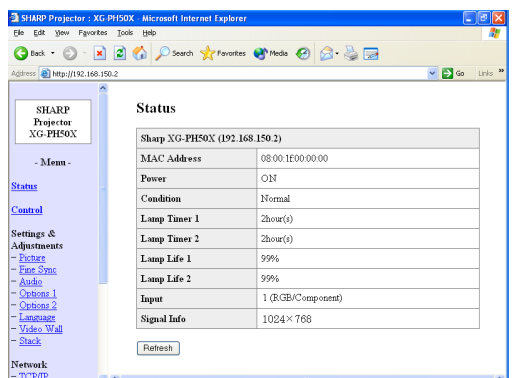 SHARP Projector : XG-PH50X - Microsoft Internet Explorer
File Edit View Favorites Tools Help
Back Search Favorites Media
Address http://192.168.150.2 Go Links »
SHARP
Projector
XG-PH50X
- Menu -
Status
Control
Settings &
Adjustments
– Picture
– Fine Sync
– Audio
– Options 1
– Options 2
– Language
– Video Wall
– Stack
Network
– TCP/IP
Status
Sharp XG-PH50X (192.168.150.2)
MAC Address 08:00:1f:00:00:00
Power ON
Condition Normal
Lamp Timer 1 2hour(s)
Lamp Timer 2 2hour(s)
Lamp Life 1 99%
Lamp Life 2 99%
Input 1 (RGB/Component)
Signal Info 1024×768
Refresh